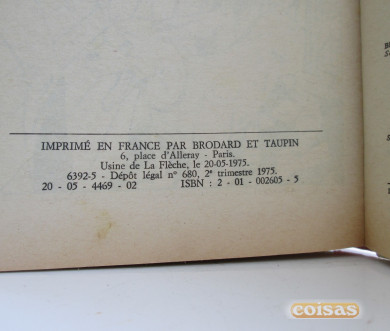 IMPRIMÉ EN FRANCE PAR BRODARD ET TAUPIN
6, place d'Alleray - Paris.
Usine de La Flèche, le 20-05-1975.
6392-5 - Dépôt légal n° 680, 2e trimestre 1975.
20 - 05 - 4469 - 02 ISBN : 2 - 01 - 002605 - 5
coisas